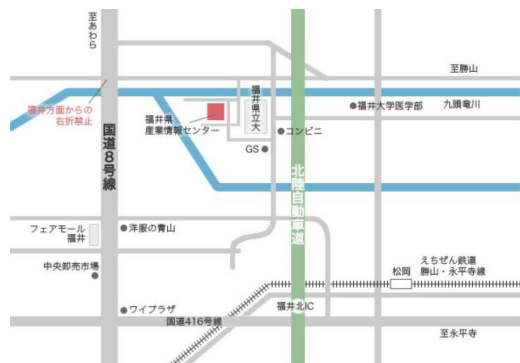 至あわら
至勝山
福井方面からの
右折禁止
国道8号線
福井県
産業情報センター
福井県立大
福井大学医学部
九頭竜川
コンビニ
GS
北陸自動車道
フェアモール
福井
洋服の青山
中央卸売市場
えちぜん鉄道
勝山・永平寺線
松岡
ワイプラザ
国道416号線
福井北IC
至永平寺